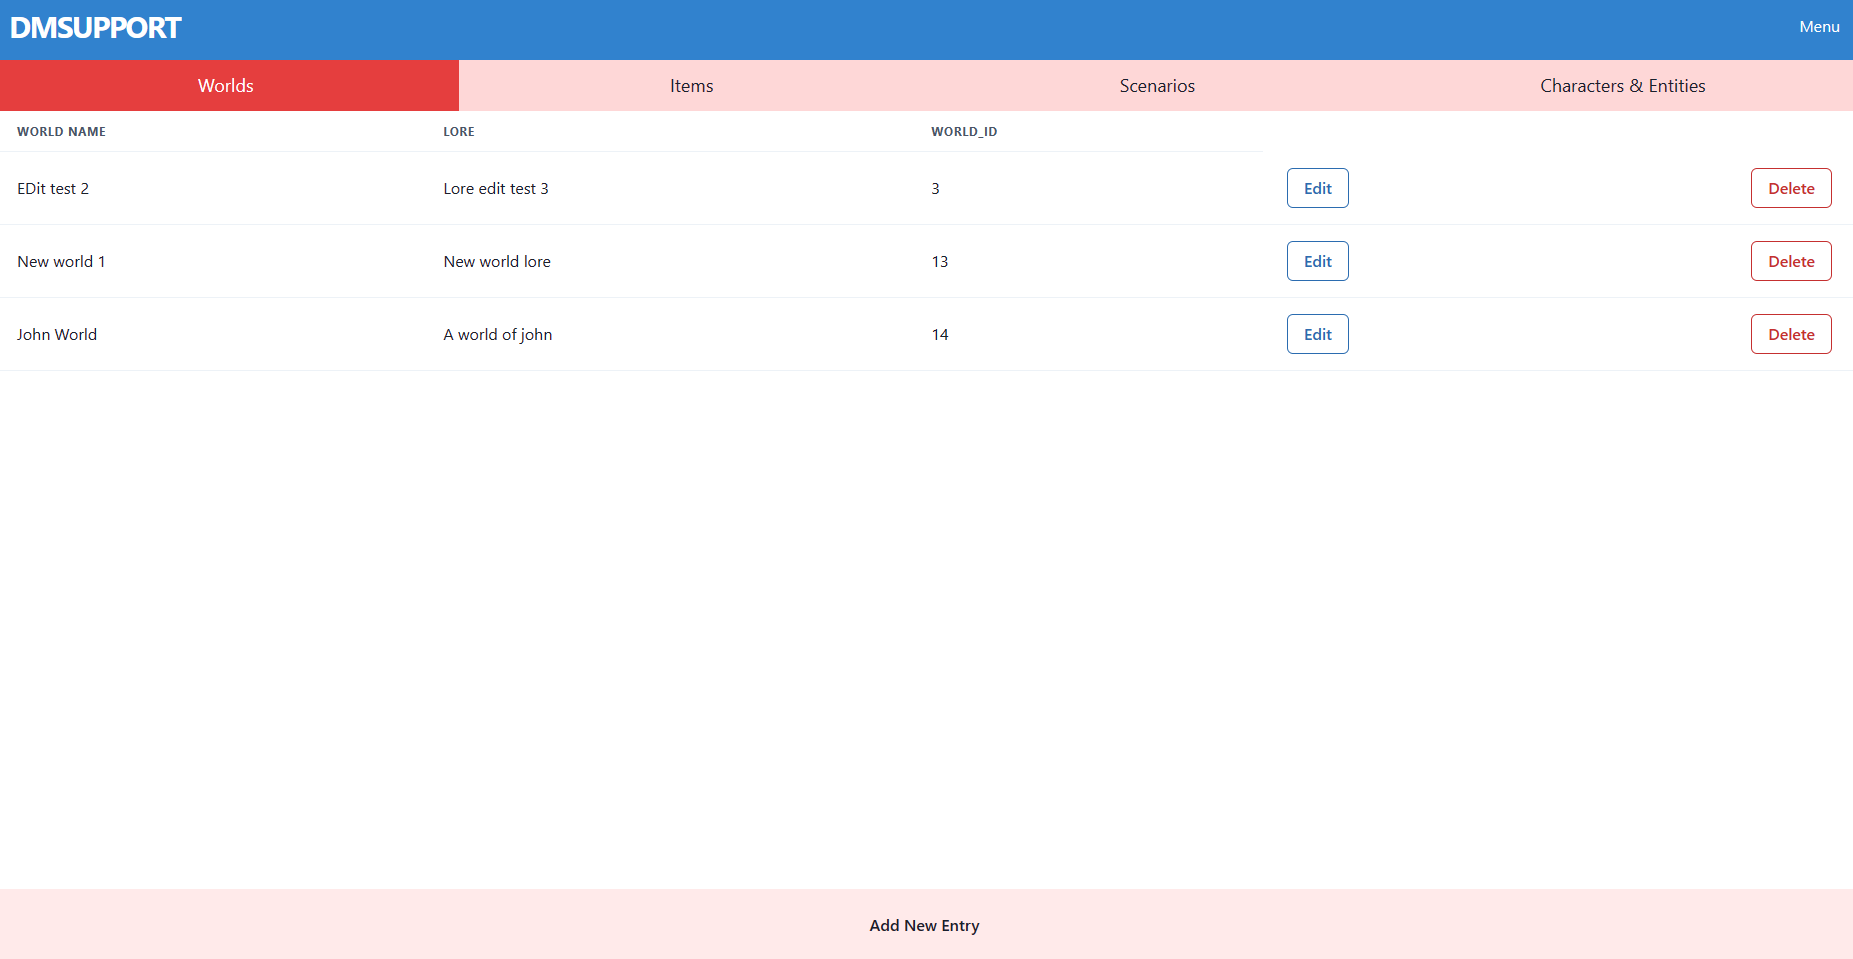 DMSUPPORT
Menu
Worlds
Items
Scenarios
Characters & Entities
WORLD NAME
LORE
WORLD_ID
EDit test 2
Lore edit test 3
3
Edit
Delete
New world 1
New world lore
13
Edit
Delete
John World
A world of john
14
Edit
Delete
Add New Entry